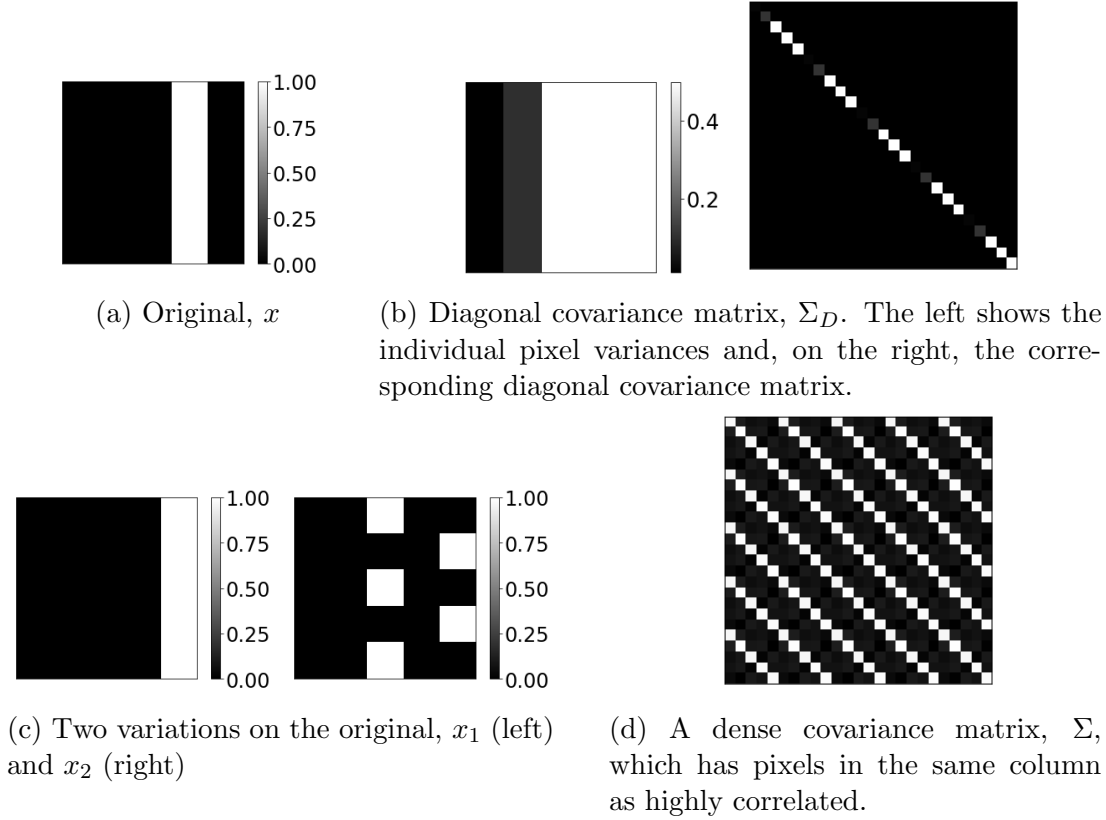 1.00
0.75
0.50
0.25
0.00
0.4
0.2
(a) Original, x
(b) Diagonal covariance matrix, Σ_D. The left shows the
individual pixel variances and, on the right, the corre-
sponding diagonal covariance matrix.
1.00
0.75
0.50
0.25
0.00
1.00
0.75
0.50
0.25
0.00
(c) Two variations on the original, x₁ (left)
and x₂ (right)
(d) A dense covariance matrix, Σ,
which has pixels in the same column
as highly correlated.